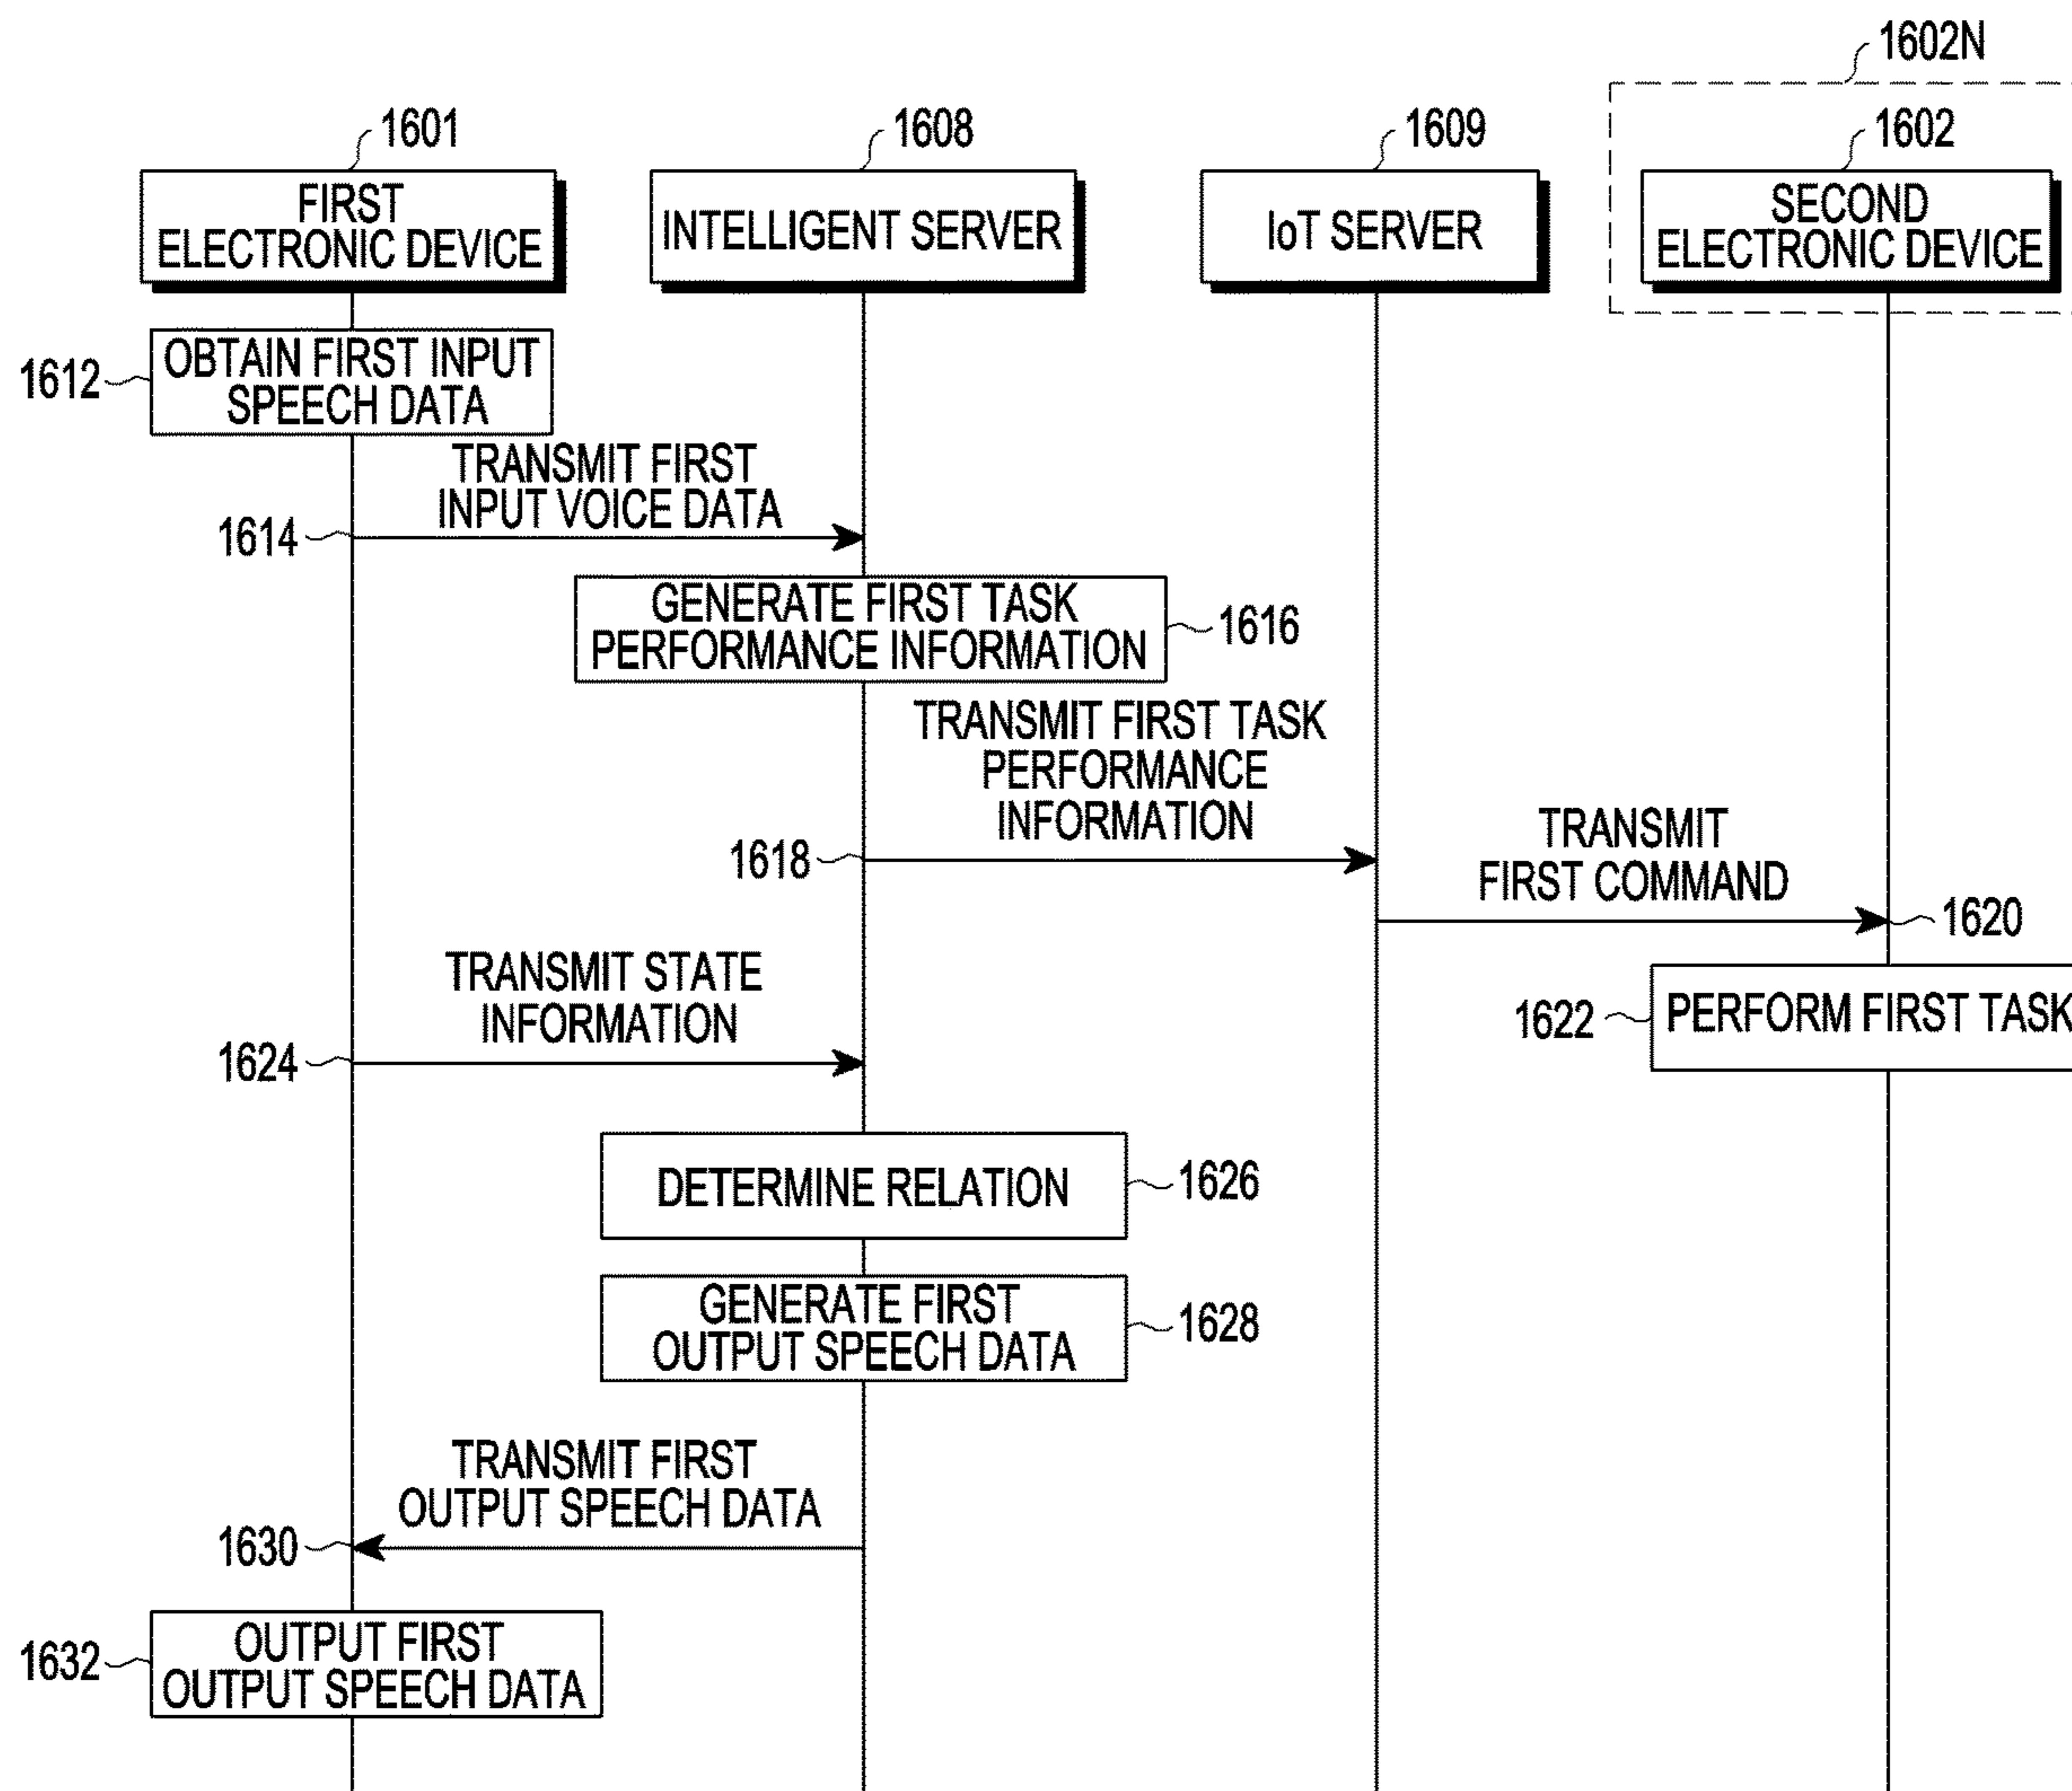 1602N
1601
1608
1609
1602
FIRST
ELECTRONIC DEVICE
INTELLIGENT SERVER
IoT SERVER
SECOND
ELECTRONIC DEVICE
1612
OBTAIN FIRST INPUT
SPEECH DATA
TRANSMIT FIRST
INPUT VOICE DATA
1614
GENERATE FIRST TASK
PERFORMANCE INFORMATION
1616
TRANSMIT FIRST TASK
PERFORMANCE
INFORMATION
1618
TRANSMIT
FIRST COMMAND
1620
TRANSMIT STATE
INFORMATION
1624
1622
PERFORM FIRST TASK
DETERMINE RELATION
1626
GENERATE FIRST
OUTPUT SPEECH DATA
1628
TRANSMIT FIRST
OUTPUT SPEECH DATA
1630
1632
OUTPUT FIRST
OUTPUT SPEECH DATA